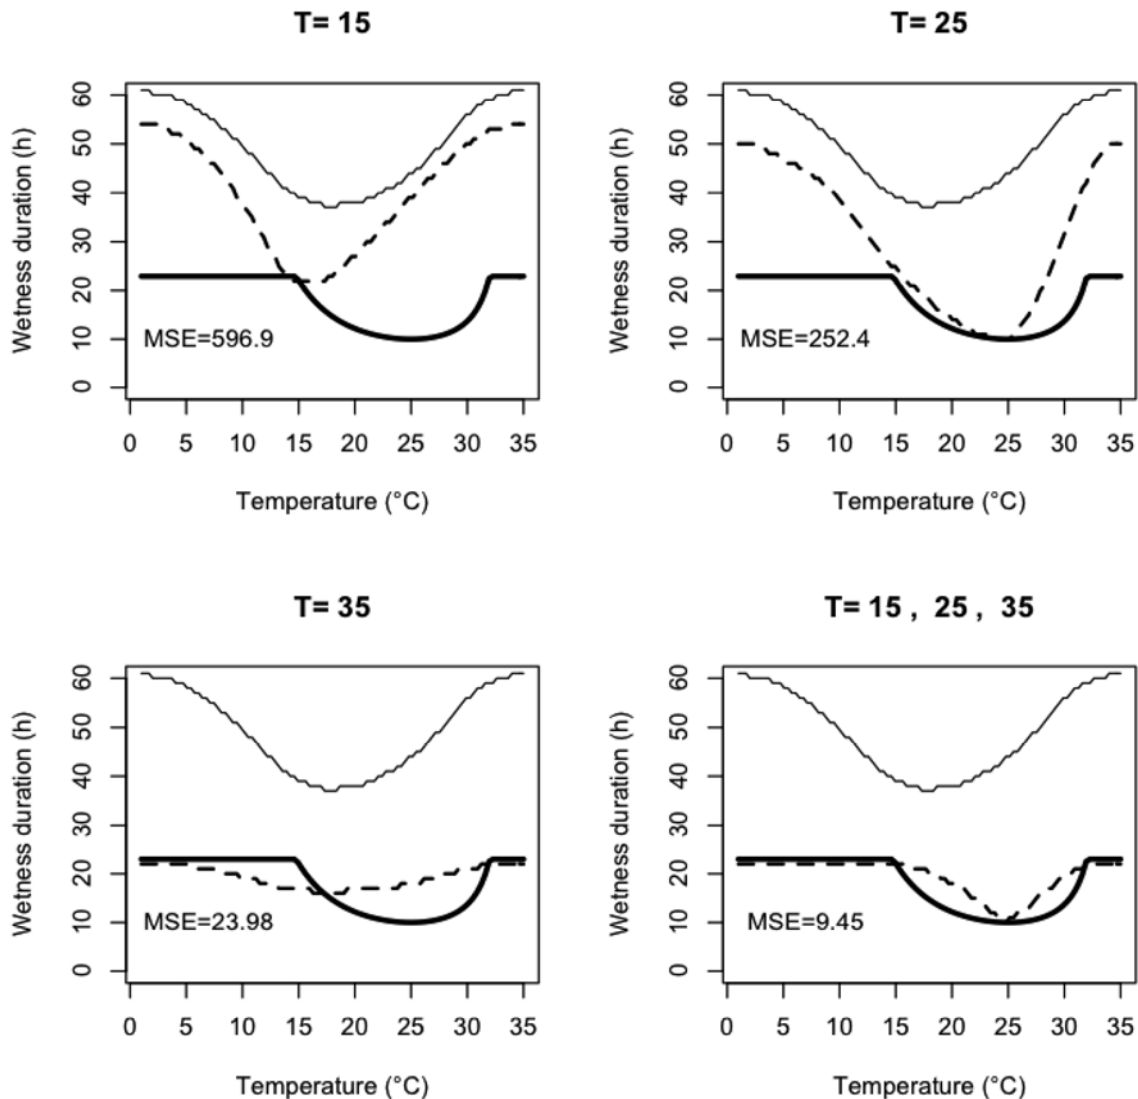 T= 15
Wetness duration (h)
60
50
40
30
20
10
0
MSE=596.9
0 5 10 15 20 25 30 35
Temperature (°C)
T= 25
Wetness duration (h)
60
50
40
30
20
10
0
MSE=252.4
0 5 10 15 20 25 30 35
Temperature (°C)
T= 35
Wetness duration (h)
60
50
40
30
20
10
0
MSE=23.98
0 5 10 15 20 25 30 35
Temperature (°C)
T= 15 , 25 , 35
Wetness duration (h)
60
50
40
30
20
10
0
MSE=9.45
0 5 10 15 20 25 30 35
Temperature (°C)